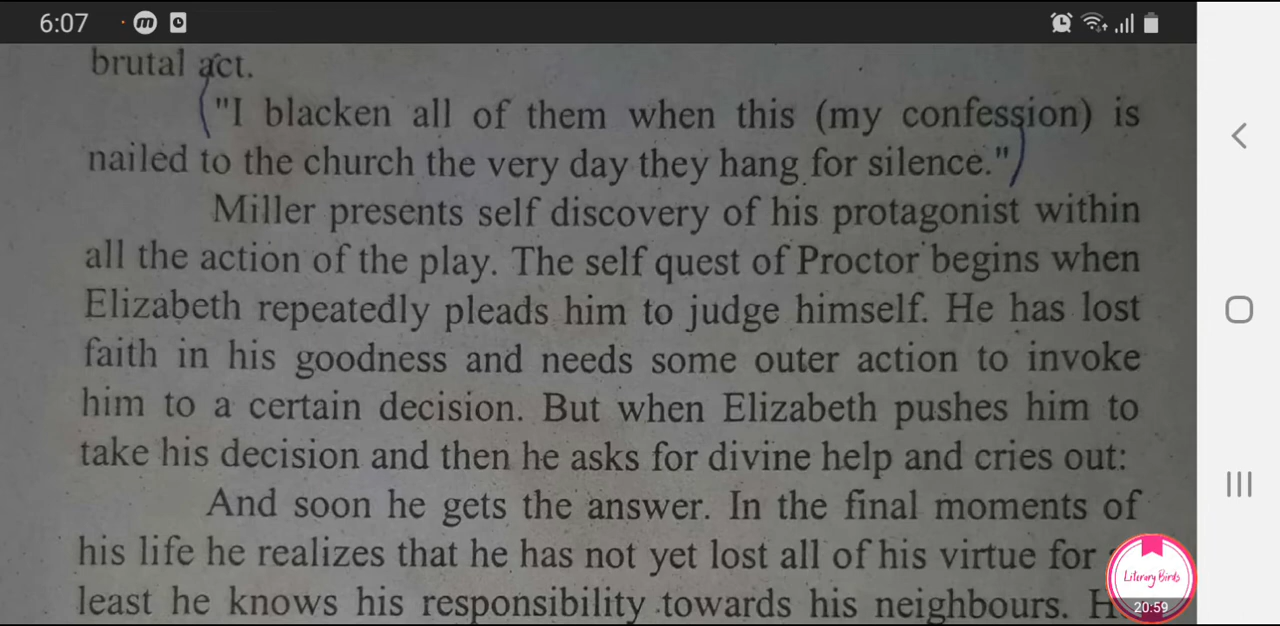 6:07
brutal act.
"I blacken all of them when this (my confession) is
nailed to the church the very day they hang for silence."
Miller presents self discovery of his protagonist within
all the action of the play. The self quest of Proctor begins when
Elizabeth repeatedly pleads him to judge himself. He has lost
faith in his goodness and needs some outer action to invoke
him to a certain decision. But when Elizabeth pushes him to
take his decision and then he asks for divine help and cries out:
And soon he gets the answer. In the final moments of
his life he realizes that he has not yet lost all of his virtue for
least he knows his responsibility towards his neighbours.
Literary Birds
20:59